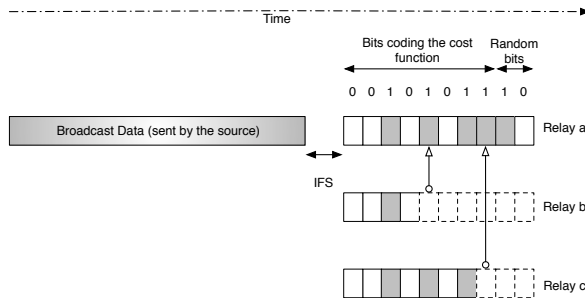 Time
Bits coding the cost
function
Random
bits
0 0 1 0 1 0 1 1 1 0
Broadcast Data (sent by the source)
Relay a
IFS
Relay b
Relay c